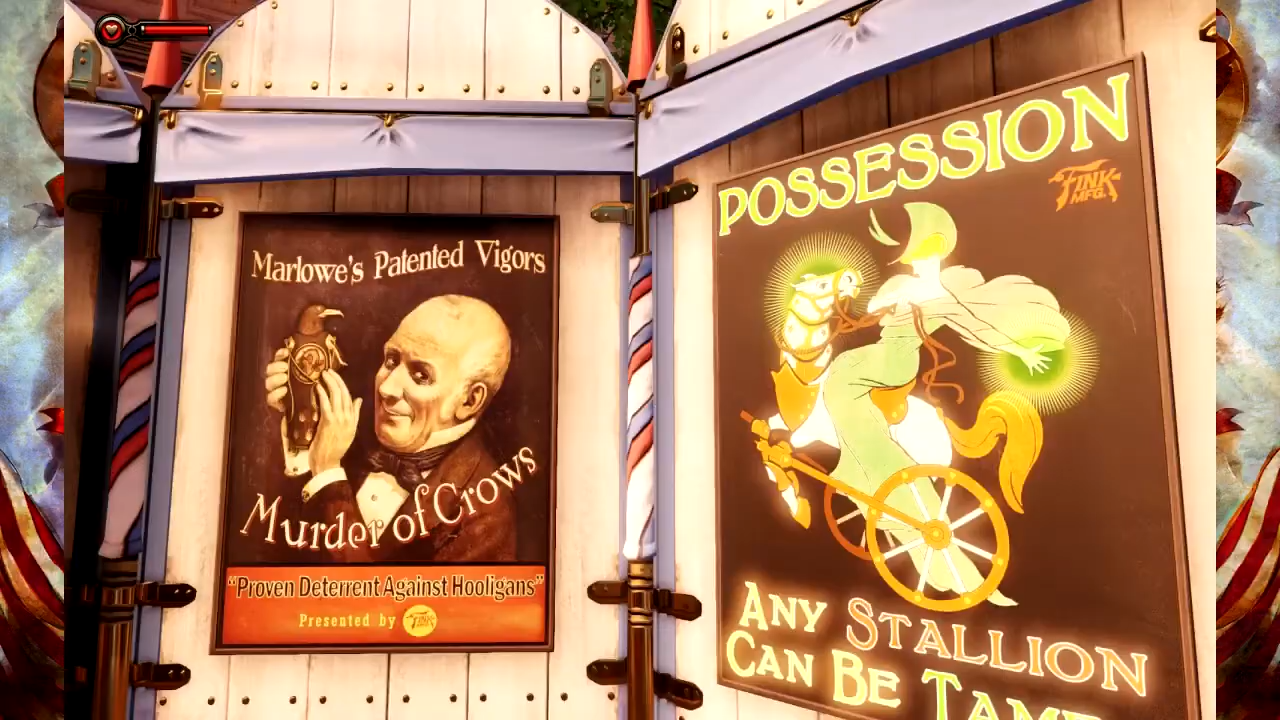 Marlowe's Patented Vigors
Murder of Crows
"Proven Deterrent Against Hooligans"
Presented by FINK
POSSESSION
FINK
MFG.
ANY STALLION
CAN BE TAME